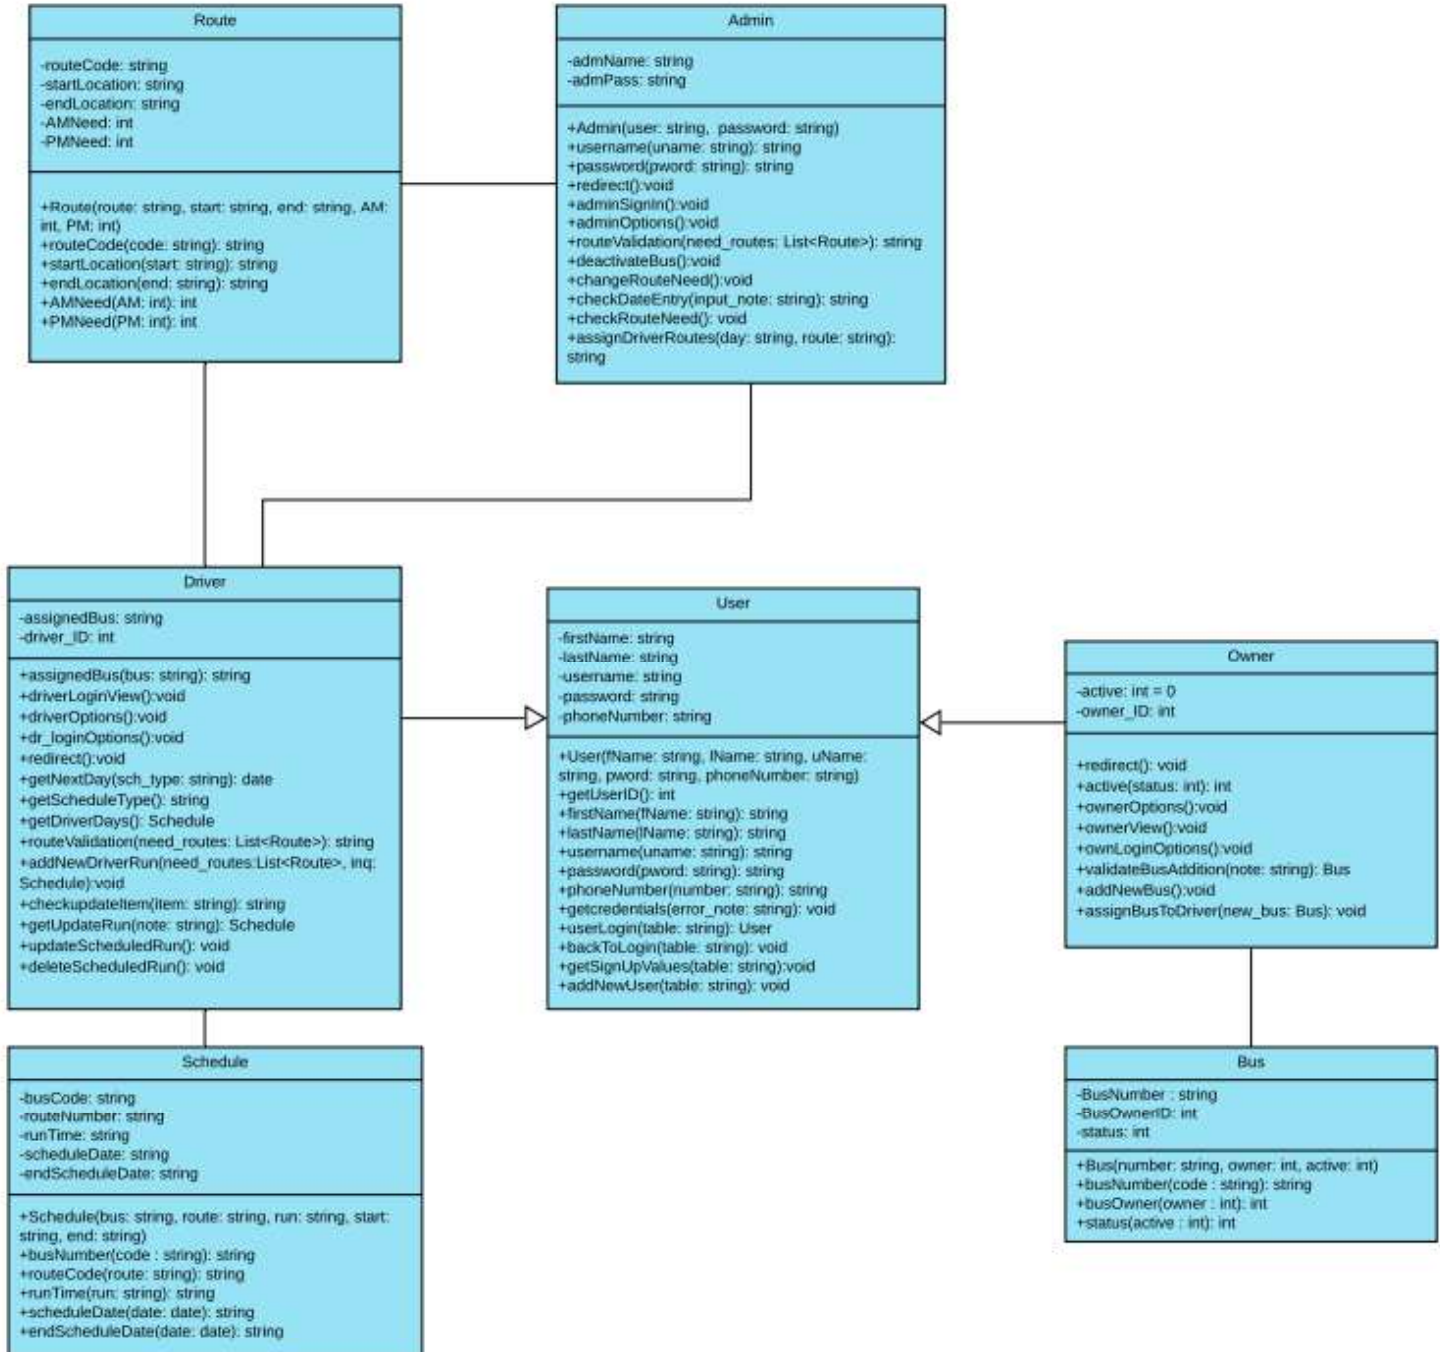 Route
-routeCode: string
-startLocation: string
-endLocation: string
-AMNeed: int
-PMNeed: int
+Route(route: string, start: string, end: string, AM:
int, PM: int)
+routeCode(code: string): string
+startLocation(start: string): string
+endLocation(end: string): string
+AMNeed(AM: int): int
+PMNeed(PM: int): int
Admin
-admName: string
-admPass: string
+Admin(user: string, password: string)
+username(uname: string): string
+password(pword: string): string
+redirect():void
+adminSignIn():void
+adminOptions():void
+routeValidation(need_routes: List<Route>): string
+deactivateBus():void
+changeRouteNeed():void
+checkDateEntry(input_note: string): string
+checkRouteNeed(): void
+assignDriverRoutes(day: string, route: string):
string
Driver
-assignedBus: string
-driver_ID: int
+assignedBus(bus: string): string
+driverLoginView():void
+driverOptions():void
+dr_loginOptions():void
+redirect():void
+getNextDay(sch_type: string): date
+getScheduleType(): string
+getDriverDays(): Schedule
+routeValidation(need_routes: List<Route>): string
+addNewDriverRun(need_routes:List<Route>, inq:
Schedule):void
+checkupdateItem(item: string): string
+getUpdateRun(note: string): Schedule
+updateScheduledRun(): void
+deleteScheduledRun(): void
User
-firstName: string
-lastName: string
-username: string
-password: string
-phoneNumber: string
+User(fName: string, lName: string, uName:
string, pword: string, phoneNumber: string)
+getUserID(): int
+firstName(fName: string): string
+lastName(lName: string): string
+username(uname: string): string
+password(pword: string): string
+phoneNumber(number: string): string
+getcredentials(error_note: string): void
+userLogin(table: string): User
+backToLogin(table: string): void
+getSignUpValues(table: string):void
+addNewUser(table: string): void
Owner
-active: int = 0
-owner_ID: int
+redirect(): void
+active(status: int): int
+ownerOptions():void
+ownerView():void
+ownLoginOptions():void
+validateBusAddition(note: string): Bus
+addNewBus():void
+assignBusToDriver(new_bus: Bus): void
Schedule
-busCode: string
-routeNumber: string
-runTime: string
-scheduleDate: string
-endScheduleDate: string
+Schedule(bus: string, route: string, run: string, start:
string, end: string)
+busNumber(code : string): string
+routeCode(route: string): string
+runTime(run: string): string
+scheduleDate(date: date): string
+endScheduleDate(date: date): string
Bus
-BusNumber : string
-BusOwnerID: int
-status: int
+Bus(number: string, owner: int, active: int)
+busNumber(code : string): string
+busOwner(owner : int): int
+status(active : int): int